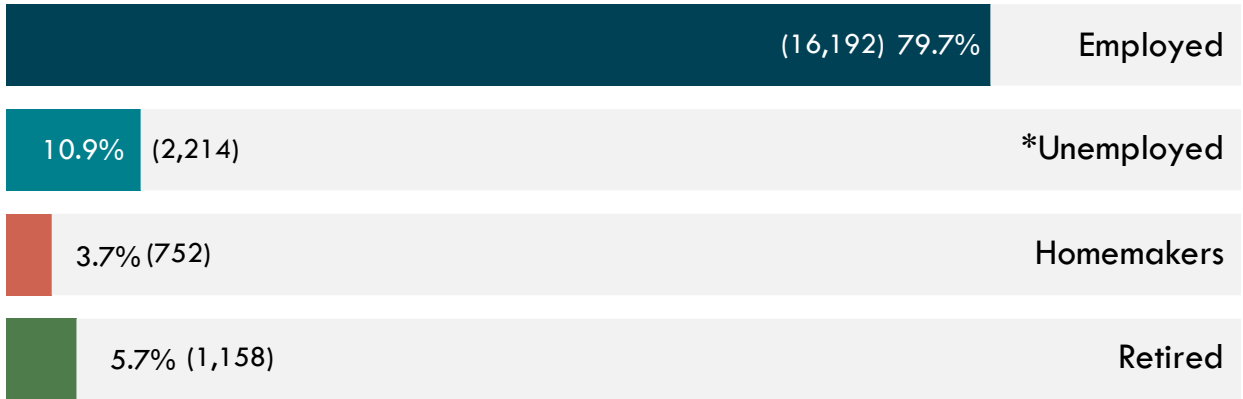 (16,192) 79.7% Employed
10.9% (2,214) *Unemployed
3.7% (752) Homemakers
5.7% (1,158) Retired